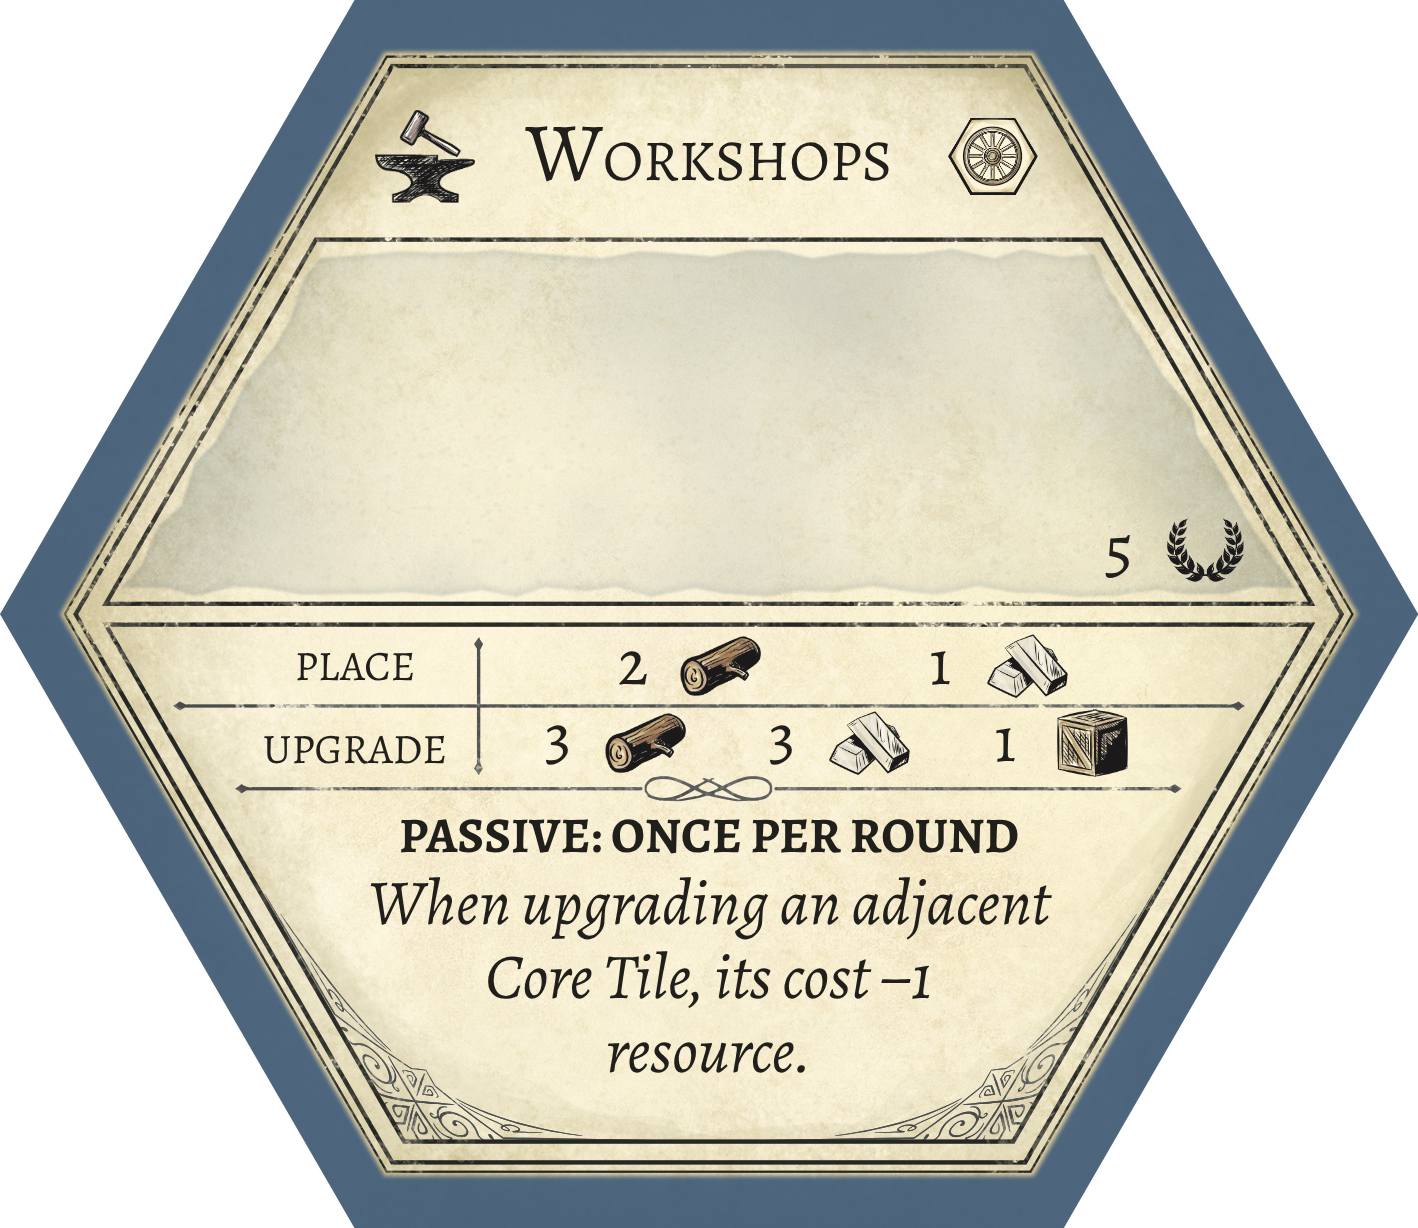 Workshops
5
PLACE 2 1
UPGRADE 3 3 1
PASSIVE: ONCE PER ROUND
When upgrading an adjacent
Core Tile, its cost –1
resource.